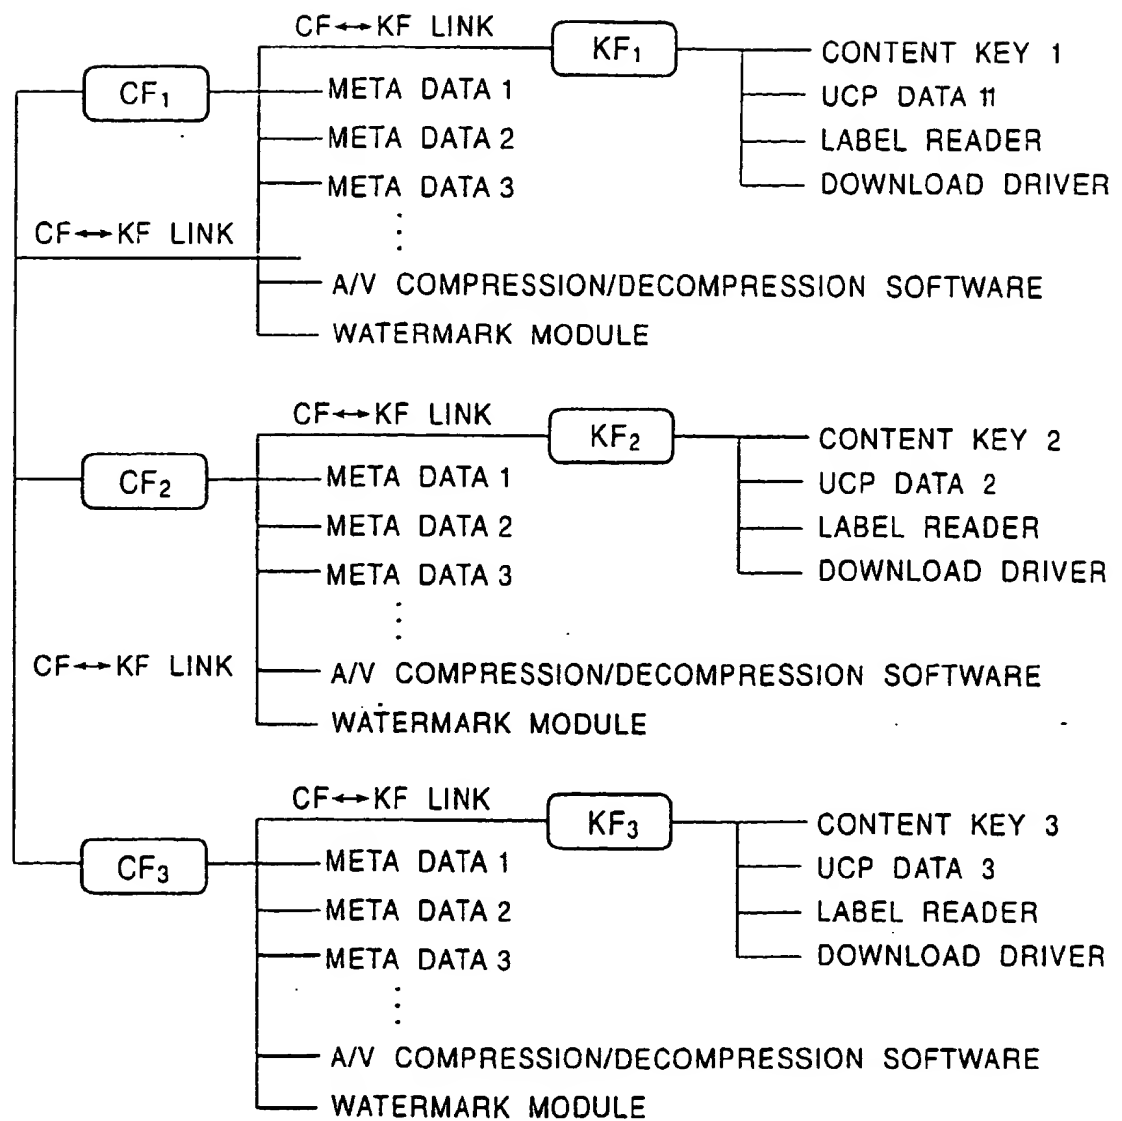 CF↔KF LINK
KF₁
CONTENT KEY 1
CF₁
META DATA 1
UCP DATA 11
META DATA 2
LABEL READER
META DATA 3
DOWNLOAD DRIVER
CF↔KF LINK
A/V COMPRESSION/DECOMPRESSION SOFTWARE
WATERMARK MODULE
CF↔KF LINK
KF₂
CONTENT KEY 2
CF₂
META DATA 1
UCP DATA 2
META DATA 2
LABEL READER
META DATA 3
DOWNLOAD DRIVER
CF↔KF LINK
A/V COMPRESSION/DECOMPRESSION SOFTWARE
WATERMARK MODULE
CF↔KF LINK
KF₃
CONTENT KEY 3
CF₃
META DATA 1
UCP DATA 3
META DATA 2
LABEL READER
META DATA 3
DOWNLOAD DRIVER
A/V COMPRESSION/DECOMPRESSION SOFTWARE
WATERMARK MODULE